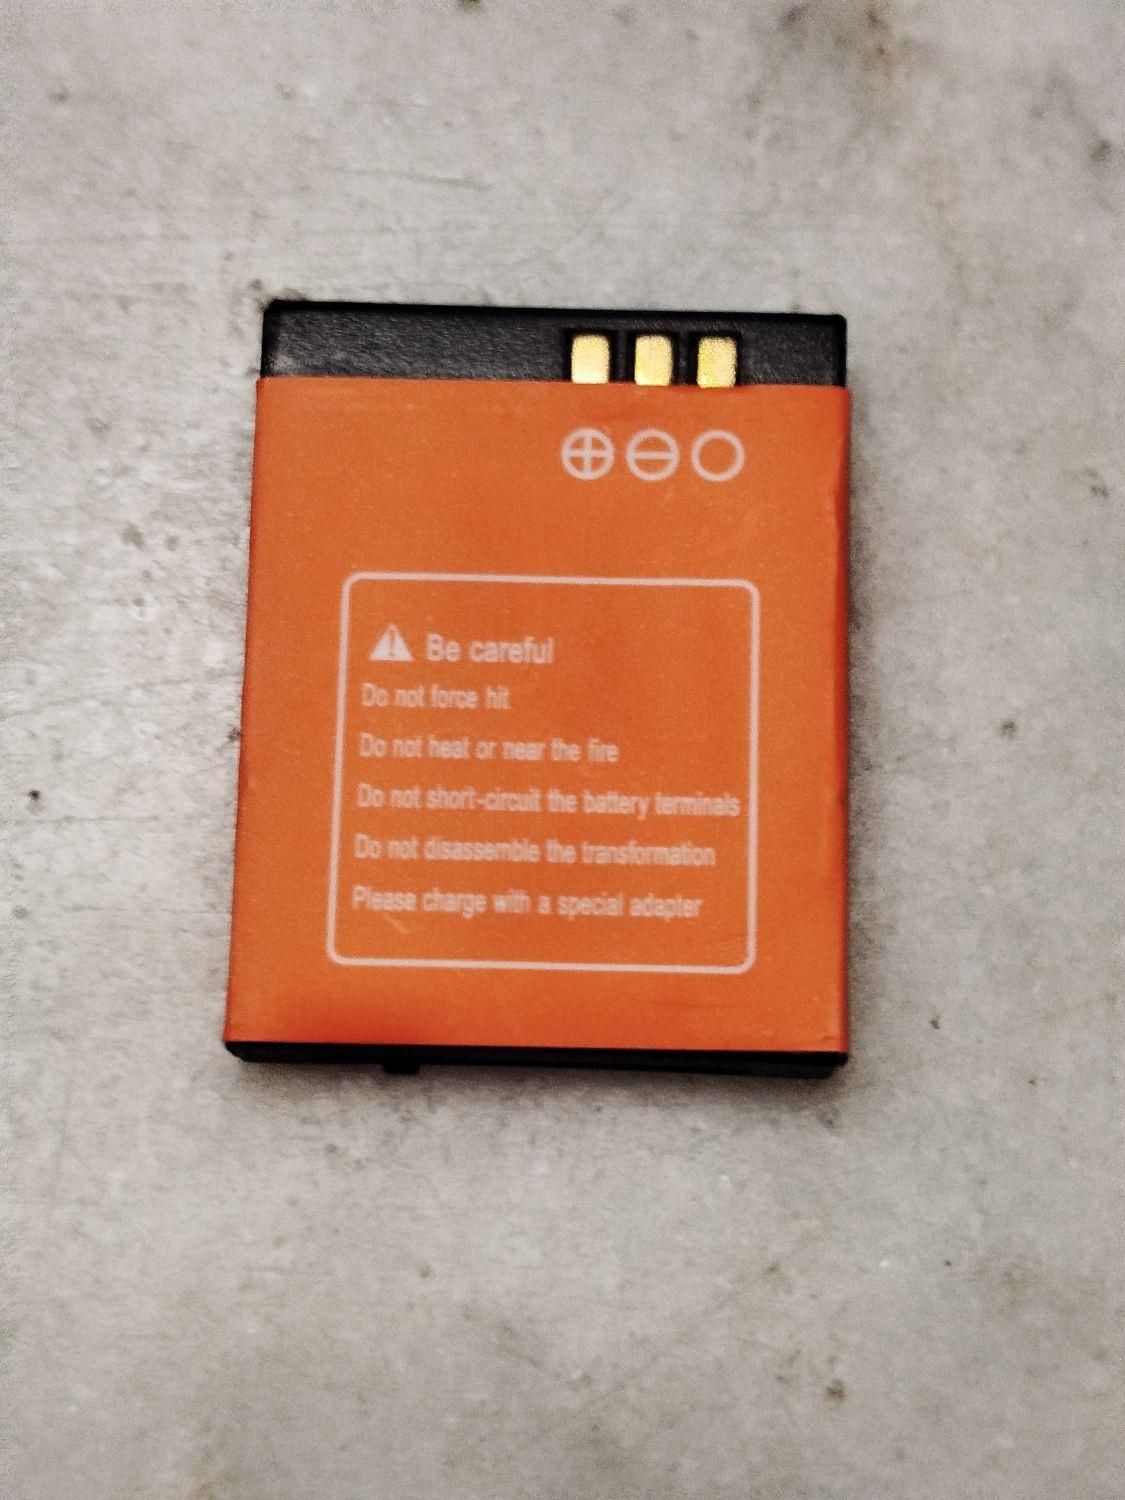 Be careful
Do not force hit
Do not heat or near the fire
Do not short-circuit the battery terminals
Do not disassemble the transformation
Please charge with a special adapter